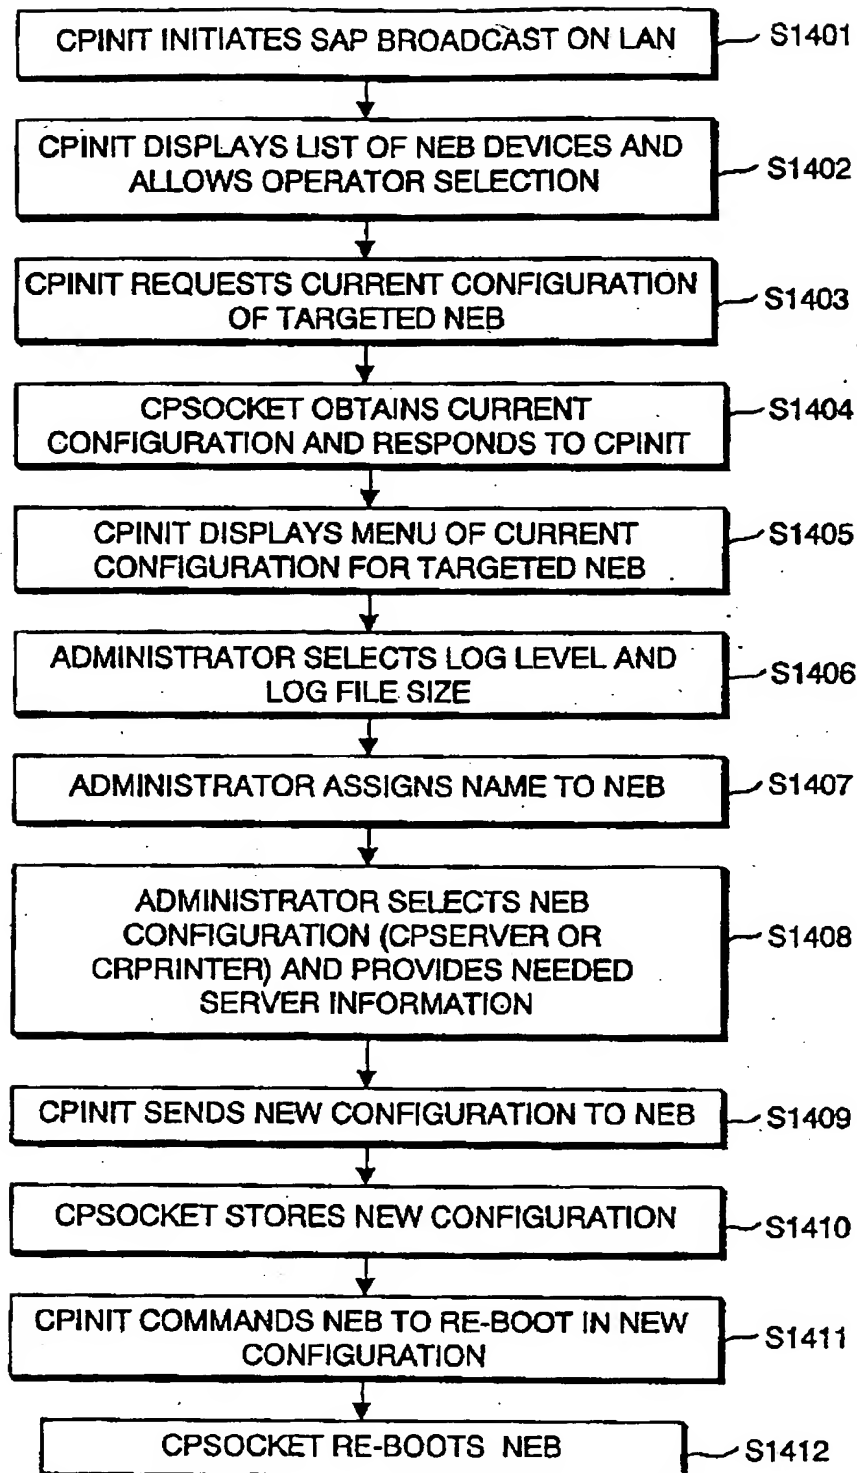 CPINIT INITIATES SAP BROADCAST ON LAN
S1401
CPINIT DISPLAYS LIST OF NEB DEVICES AND
ALLOWS OPERATOR SELECTION
S1402
CPINIT REQUESTS CURRENT CONFIGURATION
OF TARGETED NEB
S1403
CPSOCKET OBTAINS CURRENT
CONFIGURATION AND RESPONDS TO CPINIT
S1404
CPINIT DISPLAYS MENU OF CURRENT
CONFIGURATION FOR TARGETED NEB
S1405
ADMINISTRATOR SELECTS LOG LEVEL AND
LOG FILE SIZE
S1406
ADMINISTRATOR ASSIGNS NAME TO NEB
S1407
ADMINISTRATOR SELECTS NEB
CONFIGURATION (CPSERVER OR
CRPRINTER) AND PROVIDES NEEDED
SERVER INFORMATION
S1408
CPINIT SENDS NEW CONFIGURATION TO NEB
S1409
CPSOCKET STORES NEW CONFIGURATION
S1410
CPINIT COMMANDS NEB TO RE-BOOT IN NEW
CONFIGURATION
S1411
CPSOCKET RE-BOOTS NEB
S1412